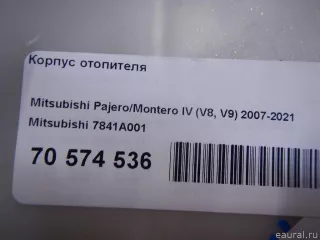 Корпус отопителя
Mitsubishi Pajero/Montero IV (V8, V9) 2007-2021
Mitsubishi 7841A001
70 574 536
eaural.ru